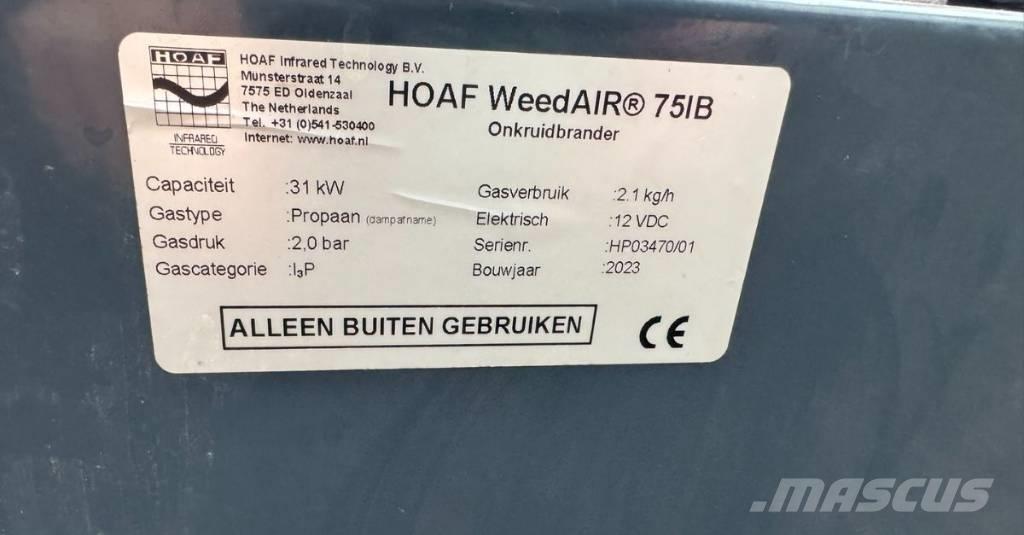 HOAF
INFRARED
TECHNOLOGY
HOAF Infrared Technology B.V.
Munsterstraat 14
7575 ED Oldenzaal
The Netherlands
Tel. +31 (0)541-530400
Internet: www.hoaf.nl
HOAF WeedAIR® 75IB
Onkruidbrander
Capaciteit :31 kW
Gastype :Propaan (dampafname)
Gasdruk :2,0 bar
Gascategorie :I₃P
Gasverbruik :2.1 kg/h
Elektrisch :12 VDC
Serienr. :HP03470/01
Bouwjaar :2023
ALLEEN BUITEN GEBRUIKEN
CE
MASCUS